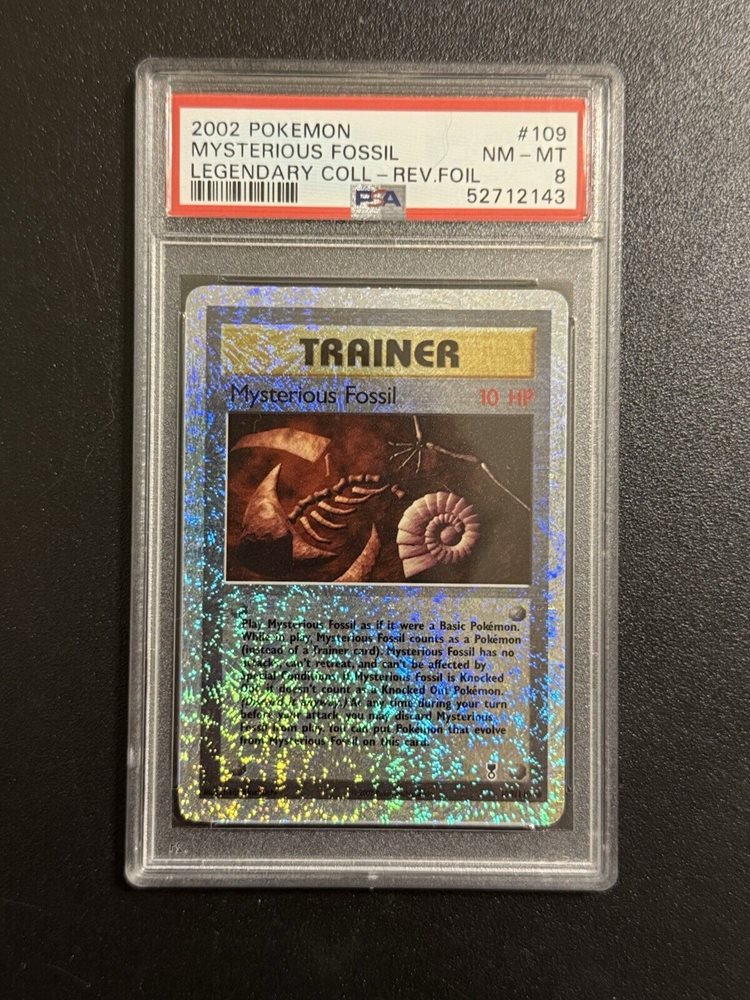 2002 POKEMON #109
MYSTERIOUS FOSSIL NM - MT
LEGENDARY COLL - REV.FOIL 8
PSA 52712143
TRAINER
Mysterious Fossil 10 HP
Play Mysterious Fossil as if it were a Basic Pokémon.
While in play, Mysterious Fossil counts as a Pokémon
(instead of a Trainer card). Mysterious Fossil has no
attacks, can't retreat, and can't be affected by
Special Conditions. If Mysterious Fossil is Knocked
Out, it doesn't count as a Knocked Out Pokémon.
(Discard it anyway.) At any time during your turn
before your attack, you may discard Mysterious
Fossil from play. You can put Pokémon that evolve
from Mysterious Fossil on this card.